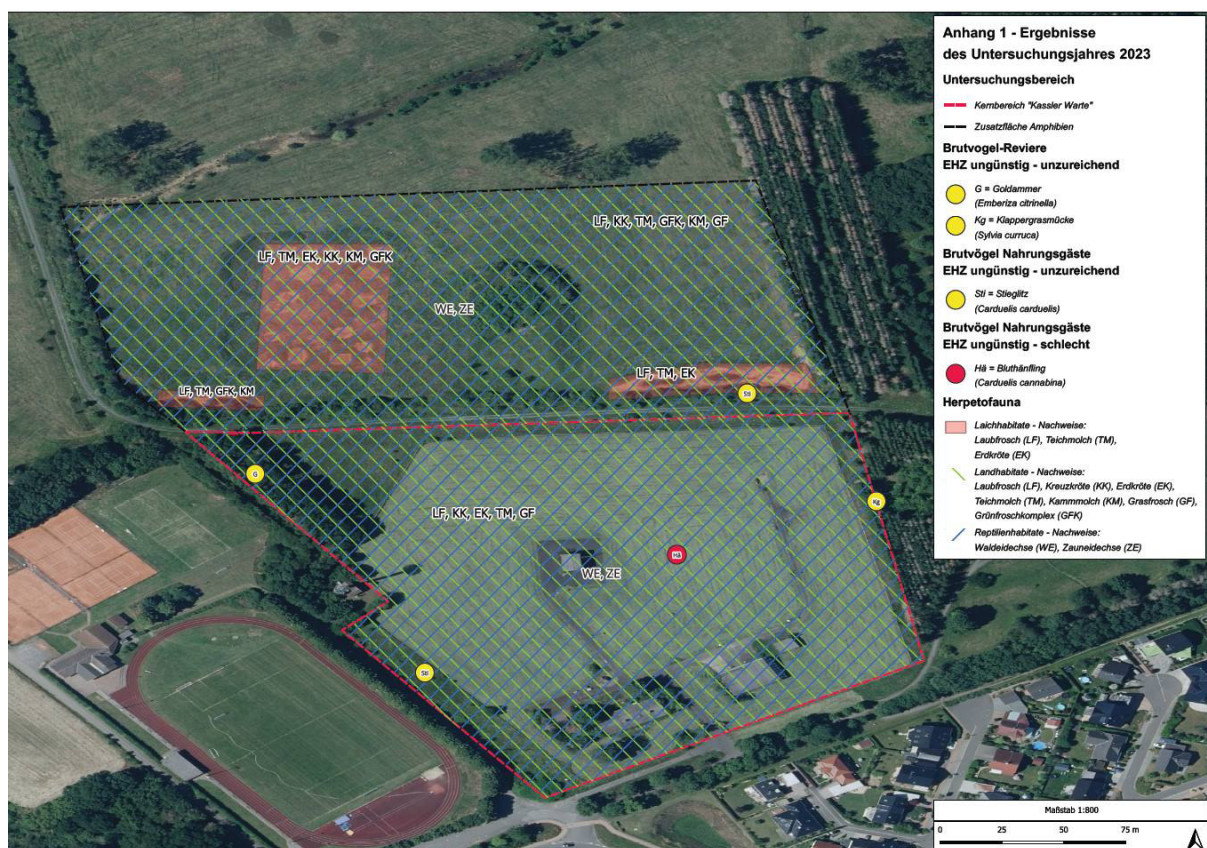 Anhang 1 - Ergebnisse
des Untersuchungsjahres 2023
Untersuchungsbereich
Kernbereich "Kassler Warte"
Zusatzfläche Amphibien
Brutvogel-Reviere
EHZ ungünstig - unzureichend
G = Goldammer
(Emberiza citrinella)
Kg = Klappergrasmücke
(Sylvia curruca)
Brutvögel Nahrungsgäste
EHZ ungünstig - unzureichend
Sti = Stieglitz
(Carduelis carduelis)
Brutvögel Nahrungsgäste
EHZ ungünstig - schlecht
Hä = Bluthänfling
(Carduelis cannabina)
Herpetofauna
Laichhabitate - Nachweise:
Laubfrosch (LF), Teichmolch (TM),
Erdkröte (EK)
Landhabitate - Nachweise:
Laubfrosch (LF), Kreuzkröte (KK), Erdkröte (EK),
Teichmolch (TM), Kammmolch (KM), Grasfrosch (GF),
Grünfroschkomplex (GFK)
Reptilienhabitate - Nachweise:
Waldeidechse (WE), Zauneidechse (ZE)
LF, KK, TM, GFK, KM, GF
LF, TM, EK, KK, KM, GFK
WE, ZE
LF, TM, GFK, KM
LF, TM, EK
Sti
G
Kg
LF, KK, EK, TM, GF
Hä
WE, ZE
Sti
Maßstab 1:800
0 25 50 75 m